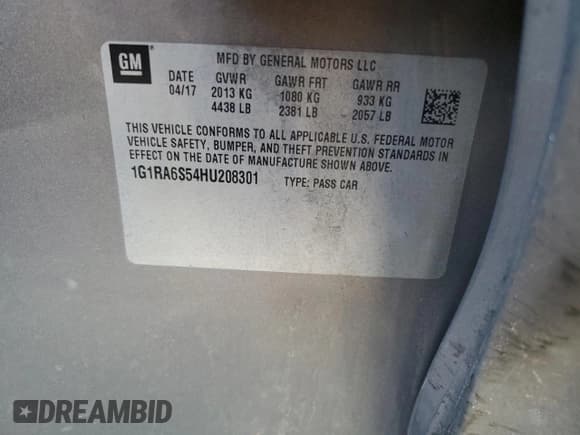 GM
MFD BY GENERAL MOTORS LLC
DATE GVWR GAWR FRT GAWR RR
04/17 2013 KG 1080 KG 933 KG
4438 LB 2381 LB 2057 LB
THIS VEHICLE CONFORMS TO ALL APPLICABLE U.S. FEDERAL MOTOR
VEHICLE SAFETY, BUMPER, AND THEFT PREVENTION STANDARDS IN
EFFECT ON THE DATE OF MANUFACTURE SHOWN ABOVE.
1G1RA6S54HU208301 TYPE: PASS CAR
DREAMBID